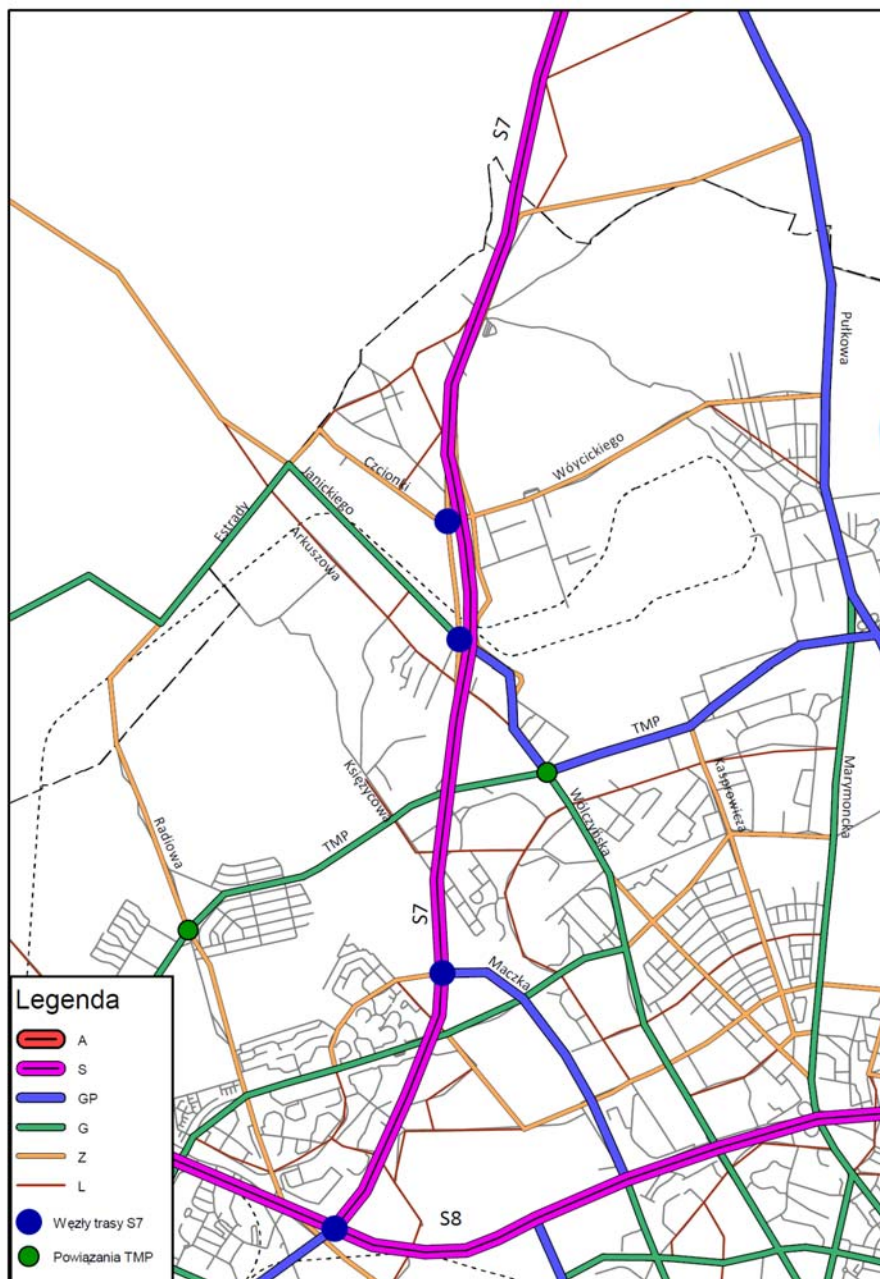 S7
Pułkowa
Wóycickiego
Czcionki
Janickiego
Estrady
Arkuszowa
TMP
Marymoncka
Kasprowicza
Wólczyńska
Księżycowa
TMP
Radiowa
S7
Maczka
S8
Legenda
A
S
GP
G
Z
L
Węzły trasy S7
Powiązania TMP